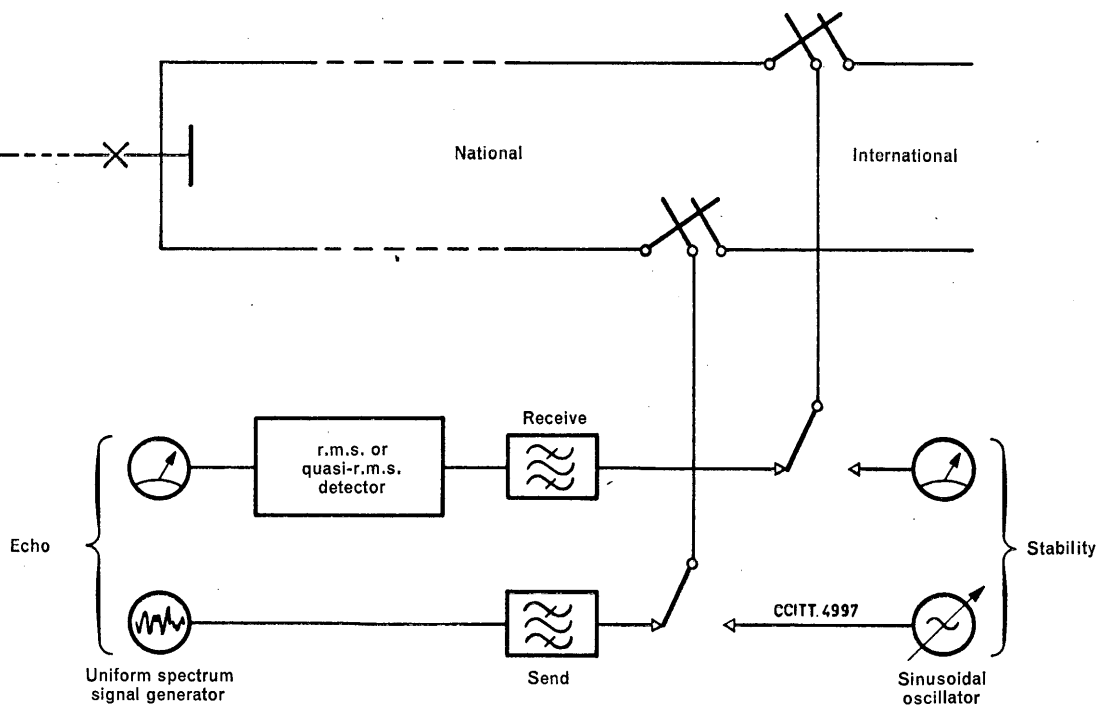 National
International
Receive
r.m.s. or
quasi-r.m.s.
detector
Echo
Stability
CCITT. 4997
Uniform spectrum
signal generator
Send
Sinusoidal
oscillator